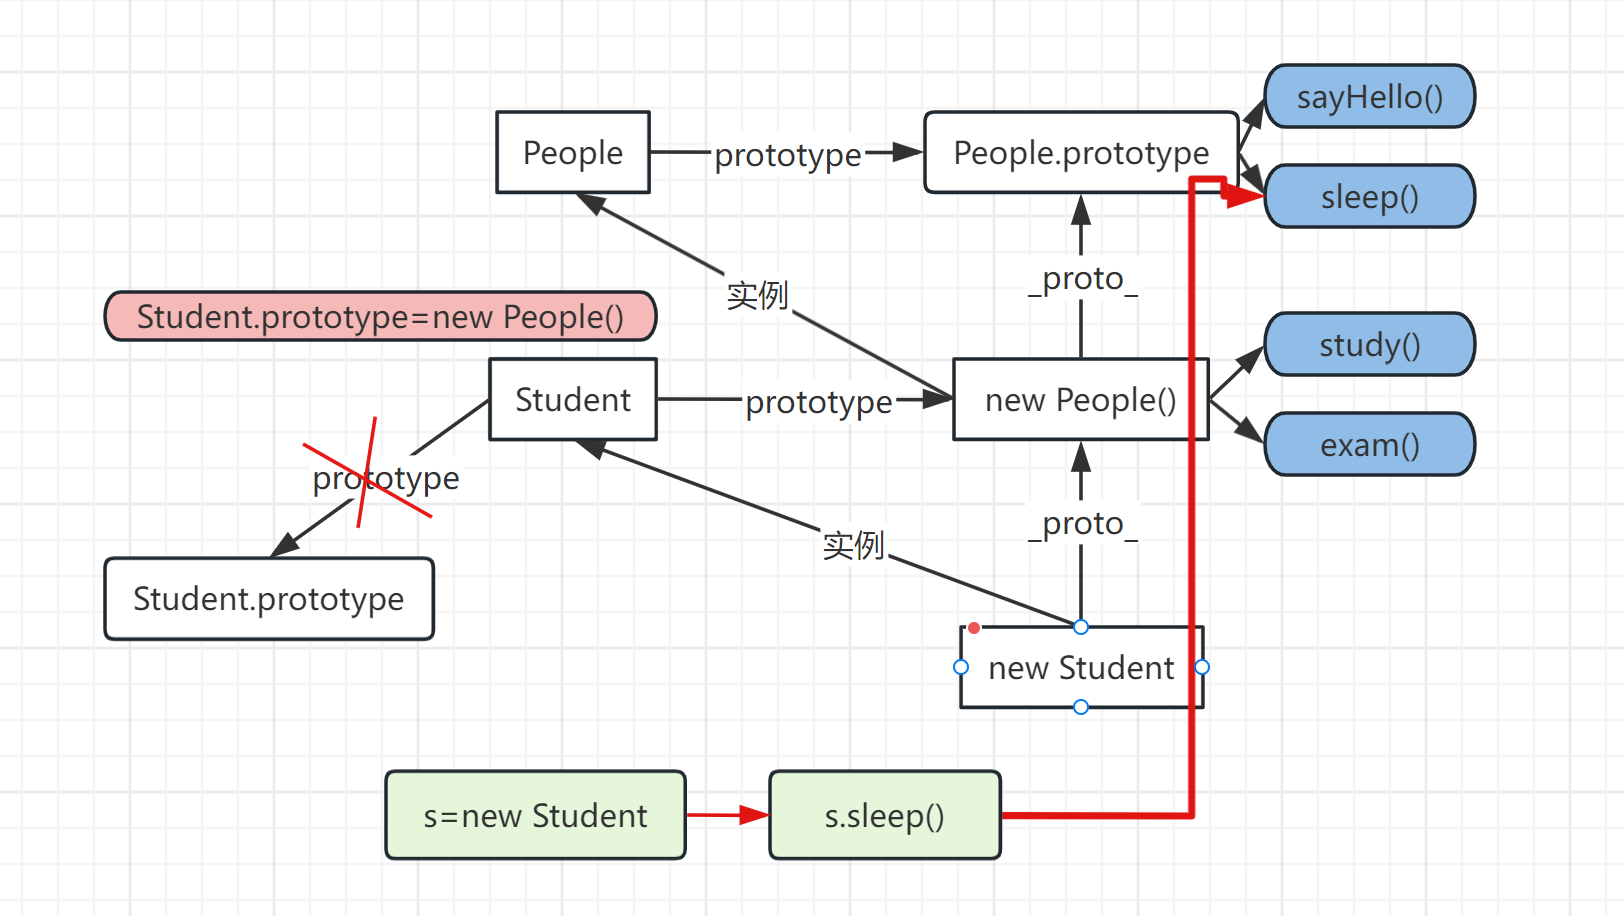 sayHello()
People
prototype
People.prototype
sleep()
_proto_
实例
Student.prototype=new People()
study()
Student
prototype
new People()
exam()
prototype
_proto_
实例
Student.prototype
new Student
s=new Student
s.sleep()